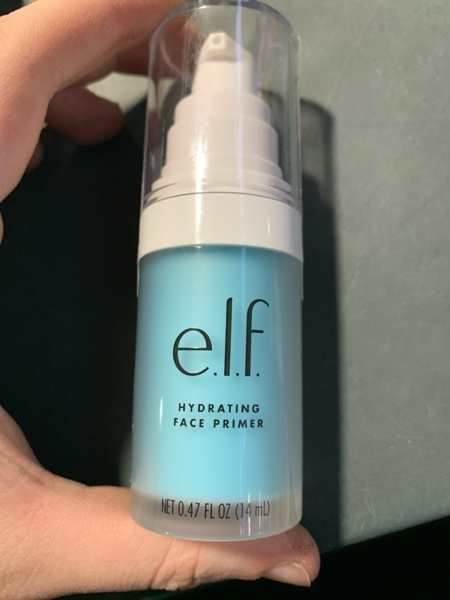 e.l.f.
HYDRATING
FACE PRIMER
NET 0.47 FL OZ (14 mL)